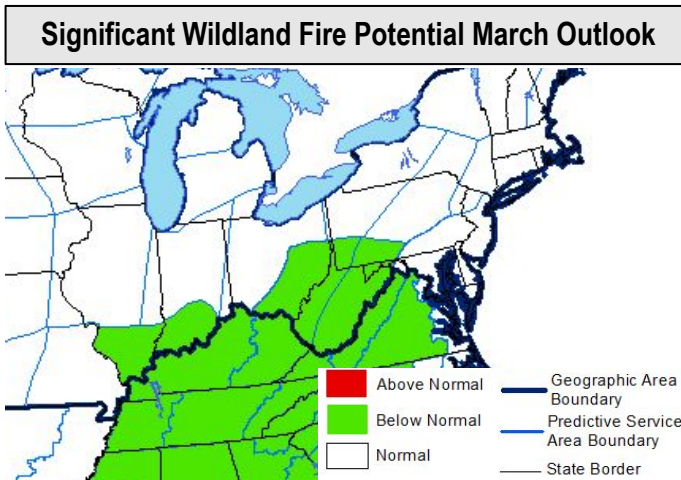 Significant Wildland Fire Potential March Outlook
Above Normal
Below Normal
Normal
Geographic Area
Boundary
Predictive Service
Area Boundary
State Border